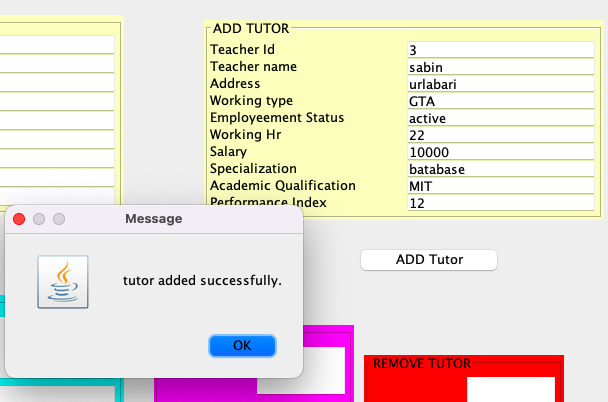 ADD TUTOR
Teacher Id 3
Teacher name sabin
Address urlabari
Working type GTA
Employeement Status active
Working Hr 22
Salary 10000
Specialization batabase
Academic Qualification MIT
Performance Index 12
Message
tutor added successfully.
OK
ADD Tutor
REMOVE TUTOR